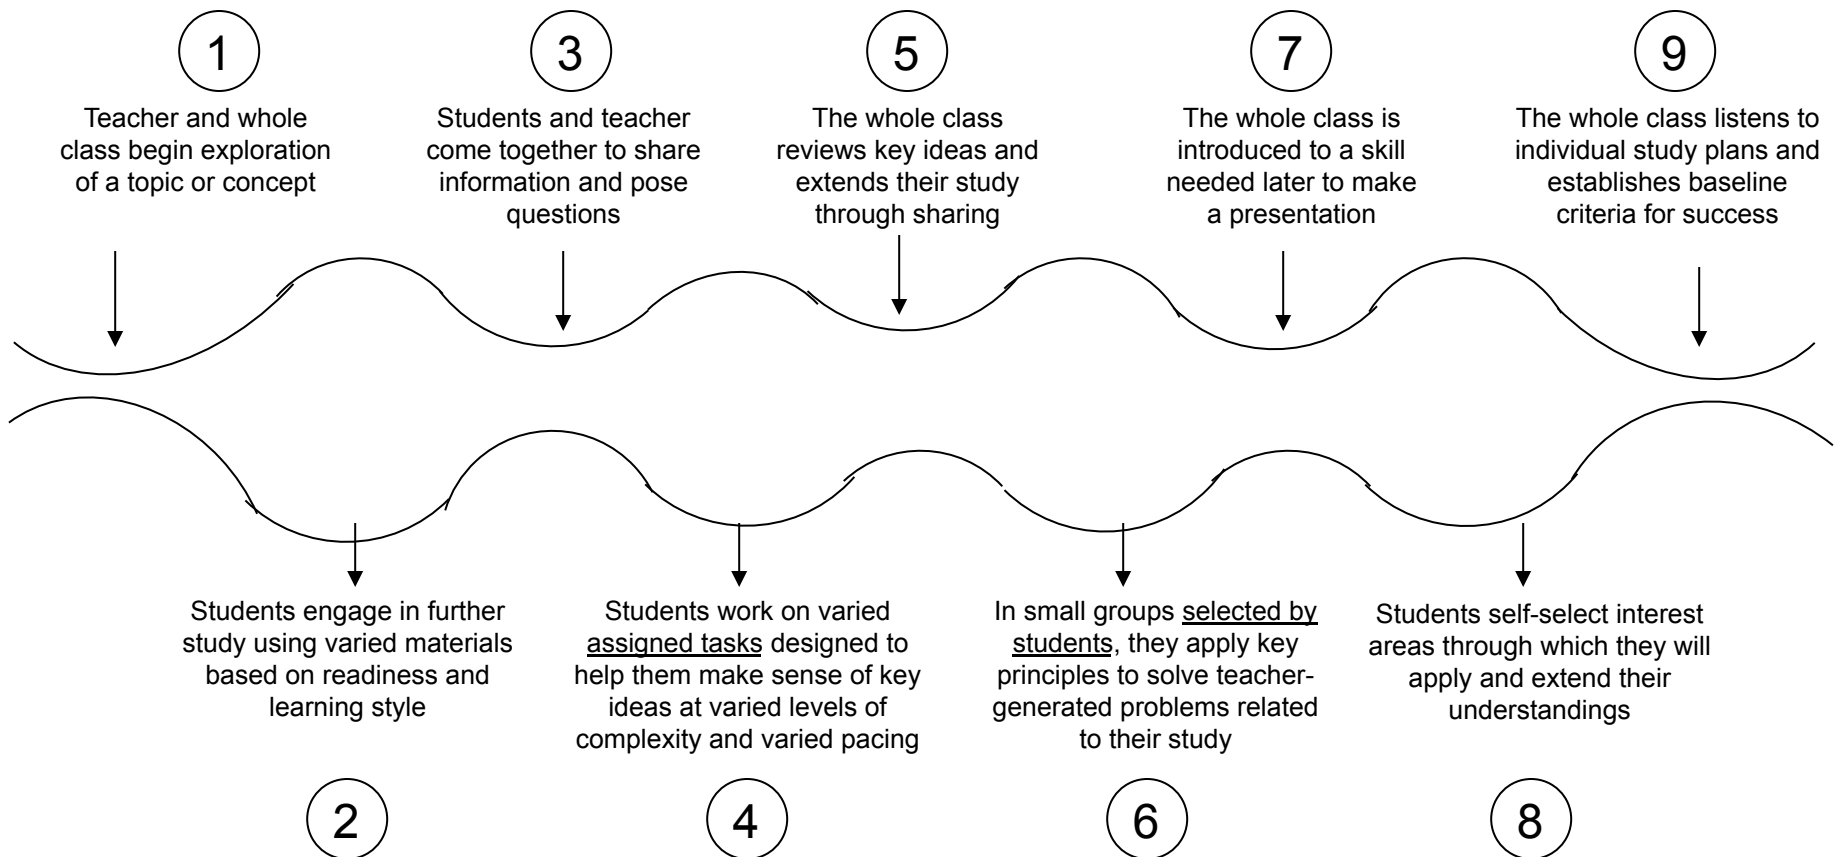 1
Teacher and whole
class begin exploration
of a topic or concept
3
Students and teacher
come together to share
information and pose
questions
5
The whole class
reviews key ideas and
extends their study
through sharing
7
The whole class is
introduced to a skill
needed later to make
a presentation
9
The whole class listens to
individual study plans and
establishes baseline
criteria for success
Students engage in further
study using varied materials
based on readiness and
learning style
2
Students work on varied
assigned tasks designed to
help them make sense of key
ideas at varied levels of
complexity and varied pacing
4
In small groups selected by
students, they apply key
principles to solve teacher-
generated problems related
to their study
6
Students self-select interest
areas through which they will
apply and extend their
understandings
8